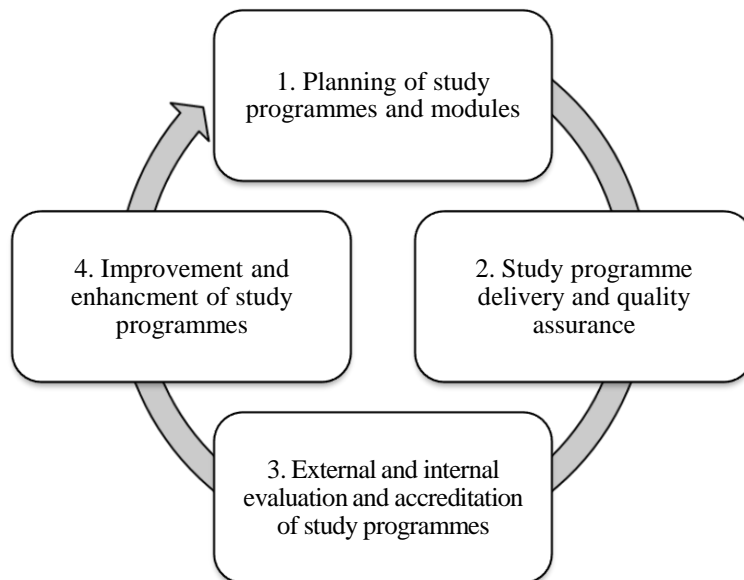 1. Planning of study
programmes and modules
2. Study programme
delivery and quality
assurance
3. External and internal
evaluation and accreditation
of study programmes
4. Improvement and
enhancment of study
programmes